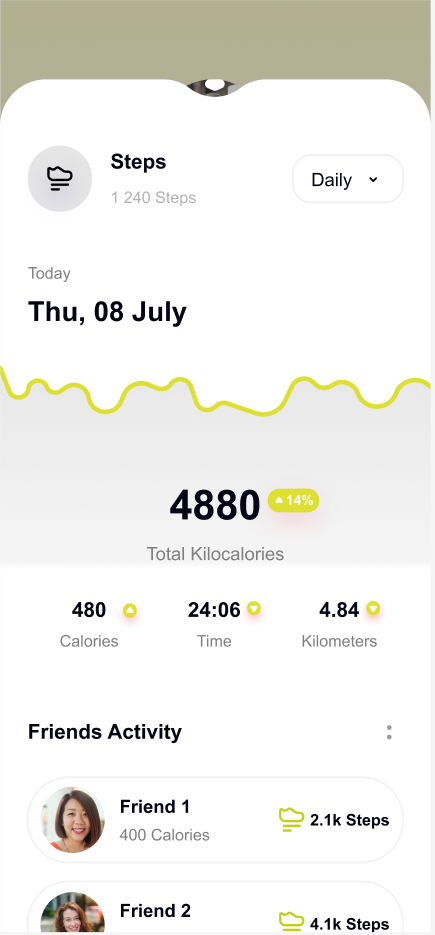 Steps
1 240 Steps
Daily
Today
Thu, 08 July
4880
14%
Total Kilocalories
480
24:06
4.84
Calories
Time
Kilometers
Friends Activity
Friend 1
400 Calories
2.1k Steps
Friend 2
4.1k Steps